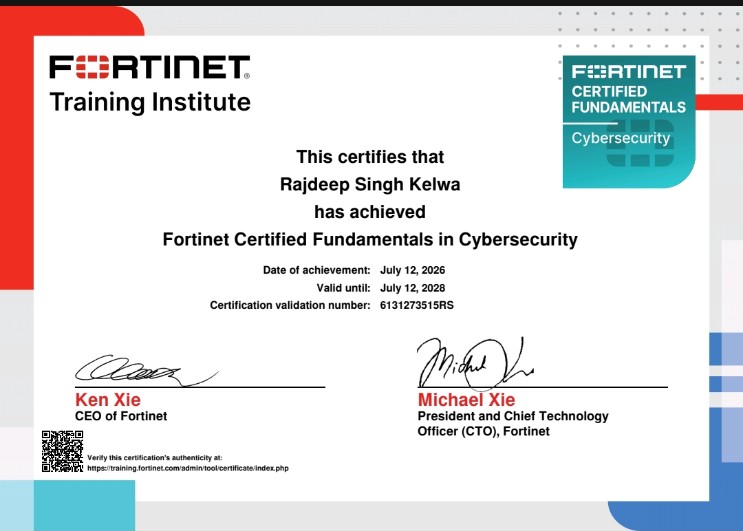 FORTINET
Training Institute
FORTINET
CERTIFIED
FUNDAMENTALS
Cybersecurity
This certifies that
Rajdeep Singh Kelwa
has achieved
Fortinet Certified Fundamentals in Cybersecurity
Date of achievement: July 12, 2026
Valid until: July 12, 2028
Certification validation number: 6131273515RS
Ken Xie
CEO of Fortinet
Michael Xie
President and Chief Technology
Officer (CTO), Fortinet
Verify this certification's authenticity at:
https://training.fortinet.com/admin/tool/certificate/index.php